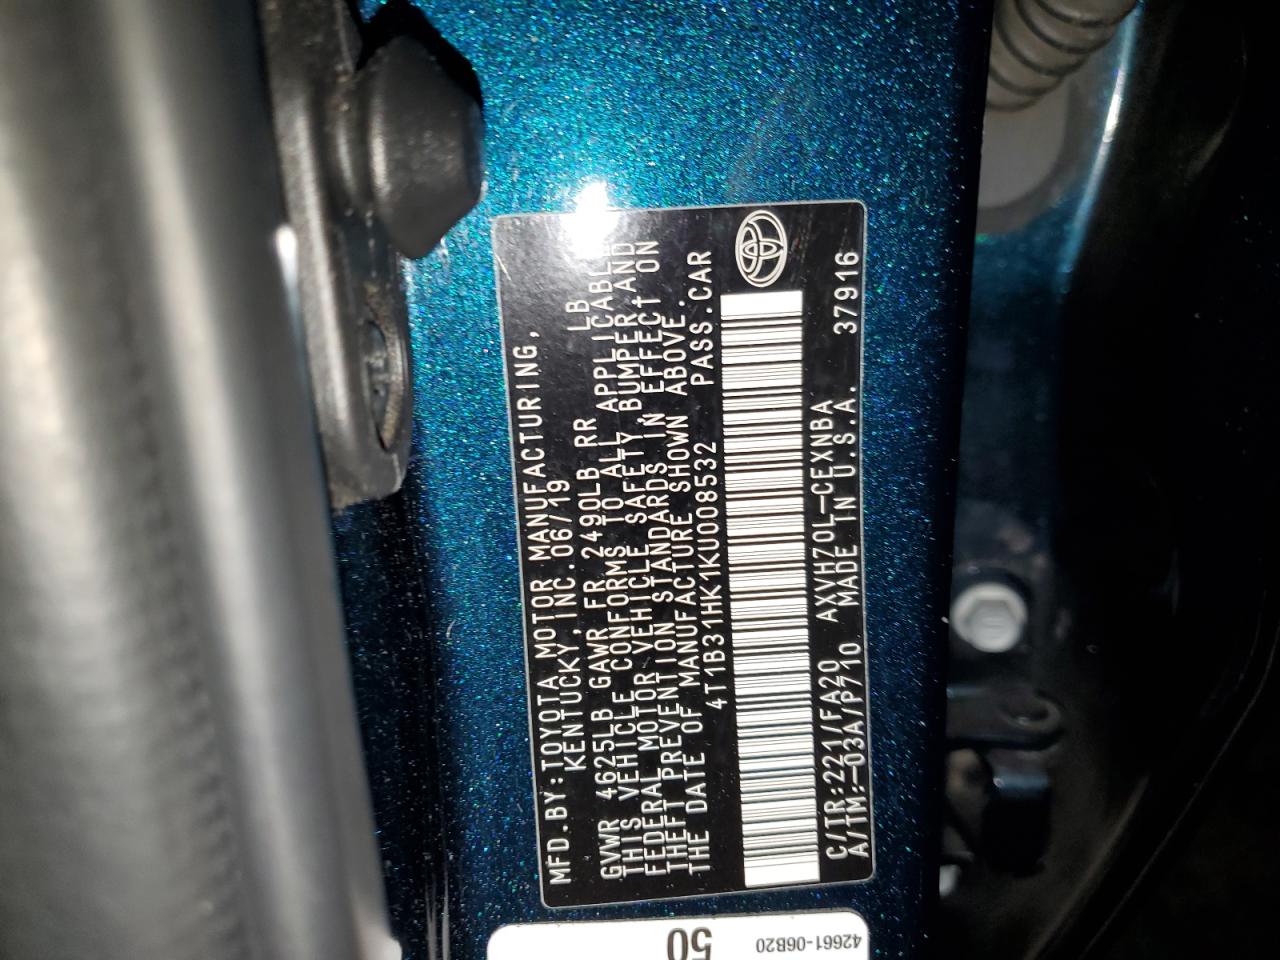 MFD.BY:TOYOTA MOTOR MANUFACTURING,
KENTUCKY,INC.06/19
GVWR 4625LB GAWR FR 2490LB RR LB
THIS VEHICLE CONFORMS TO ALL APPLICABLE
FEDERAL MOTOR VEHICLE SAFETY,BUMPER,AND
THEFT PREVENTION STANDARDS IN EFFECT ON
THE DATE OF MANUFACTURE SHOWN ABOVE.
4T1B31HK1KU008532 PASS.CAR
C/TR:221/FA20 AXVH70L-CEXNBA
A/TM:-03A/P710 MADE IN U.S.A. 37916
42661-06B20
50